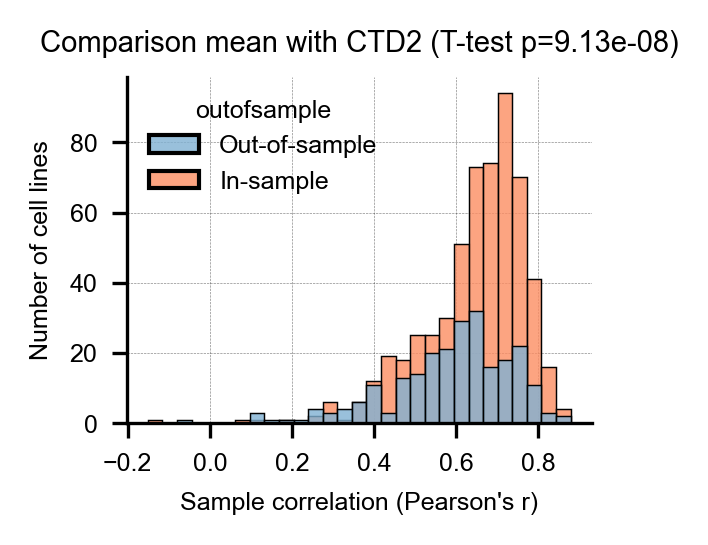 Comparison mean with CTD2 (T-test p=9.13e-08)
outofsample
Out-of-sample
In-sample
Number of cell lines
80
60
40
20
0
−0.2 0.0 0.2 0.4 0.6 0.8
Sample correlation (Pearson's r)